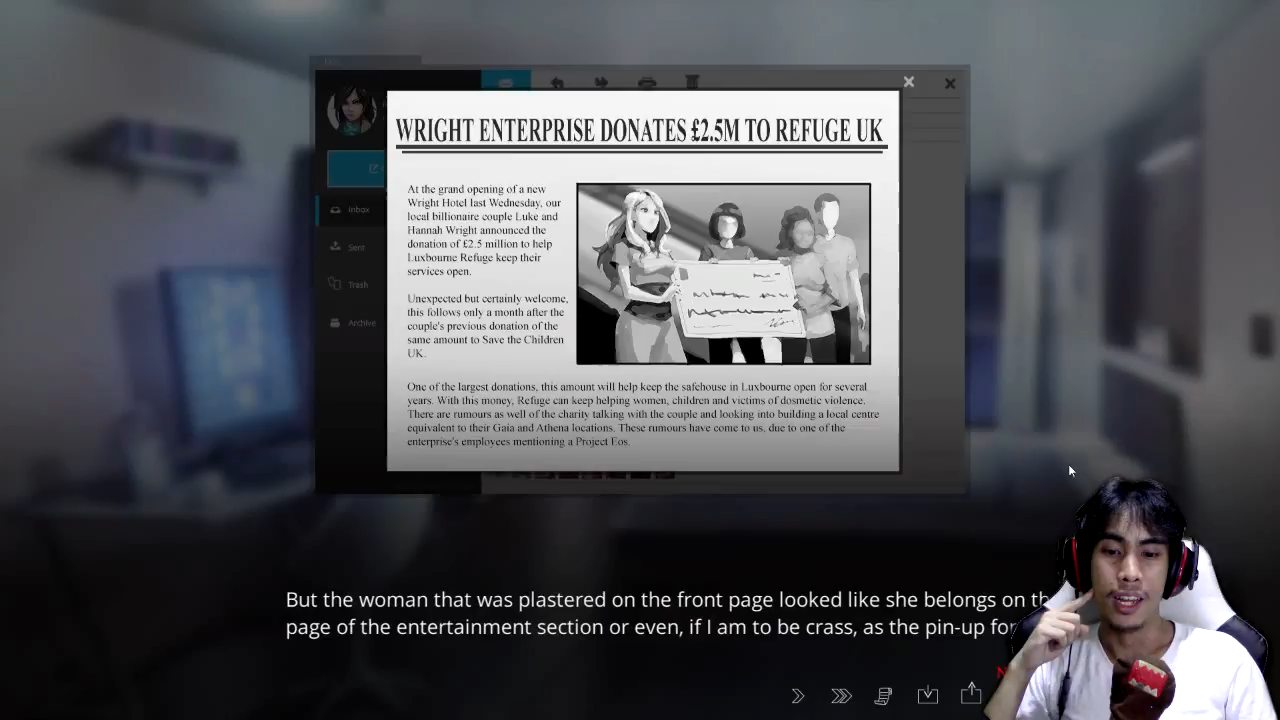 WRIGHT ENTERPRISE DONATES £2.5M TO REFUGE UK
At the grand opening of a new
Wright Hotel last Wednesday, our
local billionaire couple Luke and
Hannah Wright announced the
donation of £2.5 million to help
Luxbourne Refuge keep their
services open.
Unexpected but certainly welcome,
this follows only a month after the
couple's previous donation of the
same amount to Save the Children
UK.
One of the largest donations, this amount will help keep the safehouse in Luxbourne open for several
years. With this money, Refuge can keep helping women, children and victims of dosmetic violence.
There are rumours as well of the charity talking with the couple and looking into building a local centre
equivalent to their Gaia and Athena locations. These rumours have come to us, due to one of the
enterprise's employees mentioning a Project Eos.
Inbox
Sent
Trash
Archive
But the woman that was plastered on the front page looked like she belongs on
page of the entertainment section or even, if I am to be crass, as the pin-up